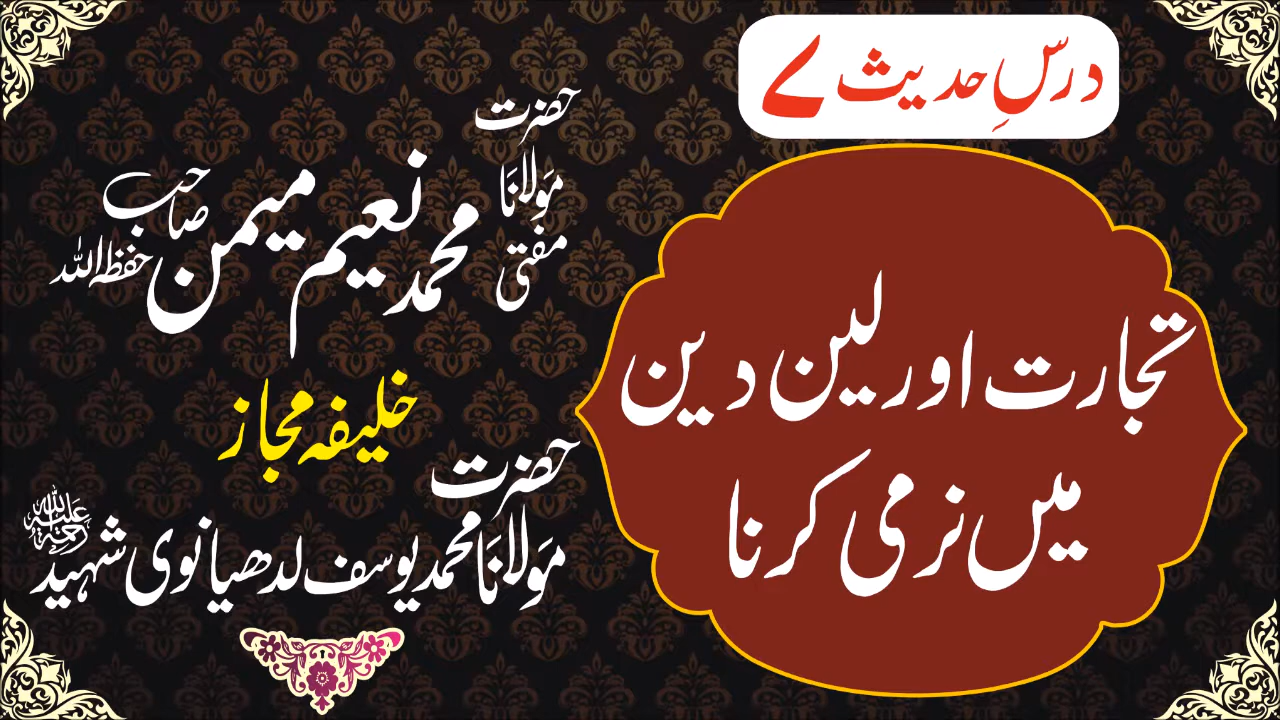 درسِ حدیث ۷
تجارت اور لین دین
میں نرمی کرنا
حضرت مولانا مفتی محمد نعیم میمن صاحب حفظہ اللہ
خلیفہ مجاز
حضرت مولانا محمد یوسف لدھیانوی شہید رحمۃ اللہ علیہ